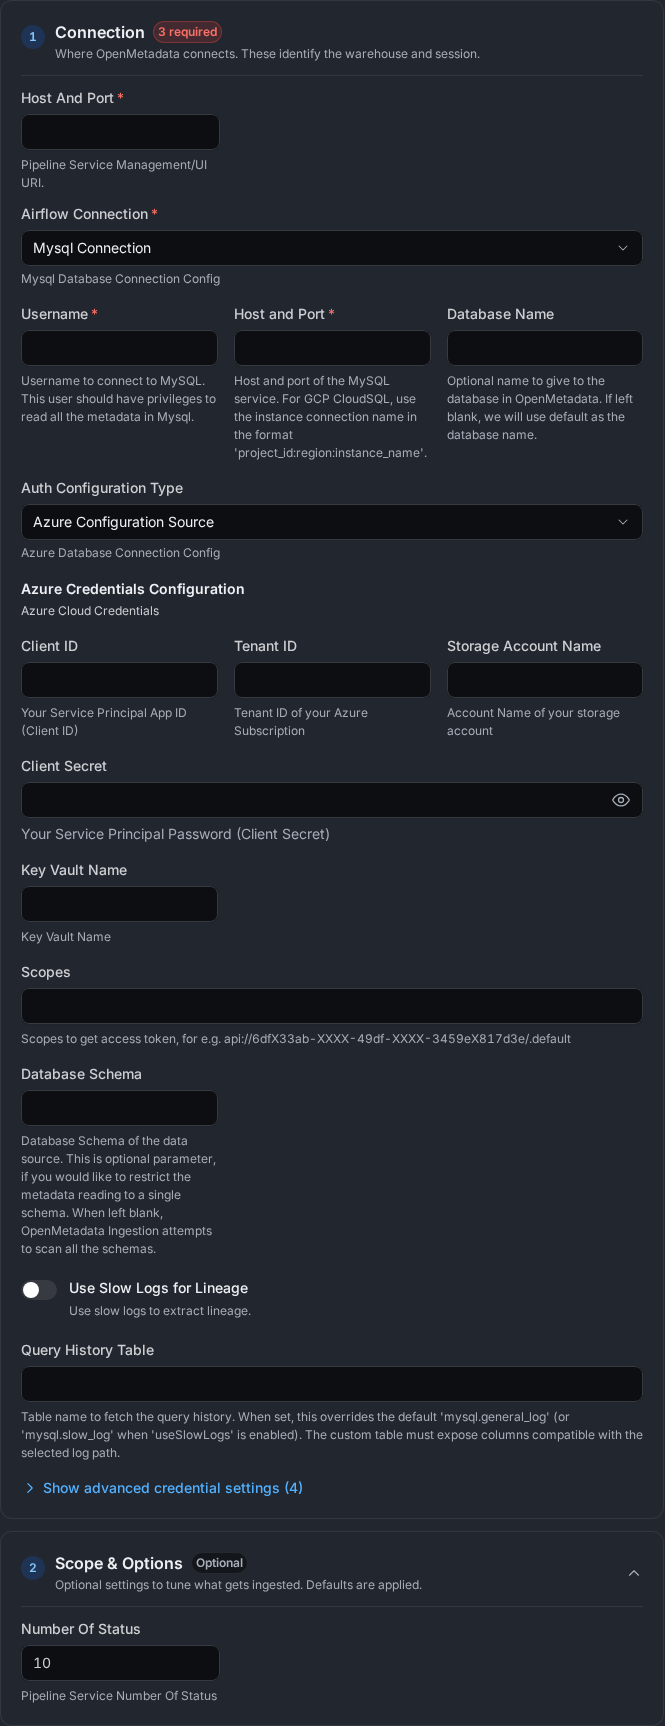 1
Connection
3 required
Where OpenMetadata connects. These identify the warehouse and session.
Host And Port *
Pipeline Service Management/UI
URI.
Airflow Connection *
Mysql Connection
Mysql Database Connection Config
Username *
Username to connect to MySQL.
This user should have privileges to
read all the metadata in Mysql.
Host and Port *
Host and port of the MySQL
service. For GCP CloudSQL, use
the instance connection name in
the format
'project_id:region:instance_name'.
Database Name
Optional name to give to the
database in OpenMetadata. If left
blank, we will use default as the
database name.
Auth Configuration Type
Azure Configuration Source
Azure Database Connection Config
Azure Credentials Configuration
Azure Cloud Credentials
Client ID
Your Service Principal App ID
(Client ID)
Tenant ID
Tenant ID of your Azure
Subscription
Storage Account Name
Account Name of your storage
account
Client Secret
Your Service Principal Password (Client Secret)
Key Vault Name
Key Vault Name
Scopes
Scopes to get access token, for e.g. api://6dfX33ab-XXXX-49df-XXXX-3459eX817d3e/.default
Database Schema
Database Schema of the data
source. This is optional parameter,
if you would like to restrict the
metadata reading to a single
schema. When left blank,
OpenMetadata Ingestion attempts
to scan all the schemas.
Use Slow Logs for Lineage
Use slow logs to extract lineage.
Query History Table
Table name to fetch the query history. When set, this overrides the default 'mysql.general_log' (or
'mysql.slow_log' when 'useSlowLogs' is enabled). The custom table must expose columns compatible with the
selected log path.
Show advanced credential settings (4)
2
Scope & Options
Optional
Optional settings to tune what gets ingested. Defaults are applied.
Number Of Status
10
Pipeline Service Number Of Status